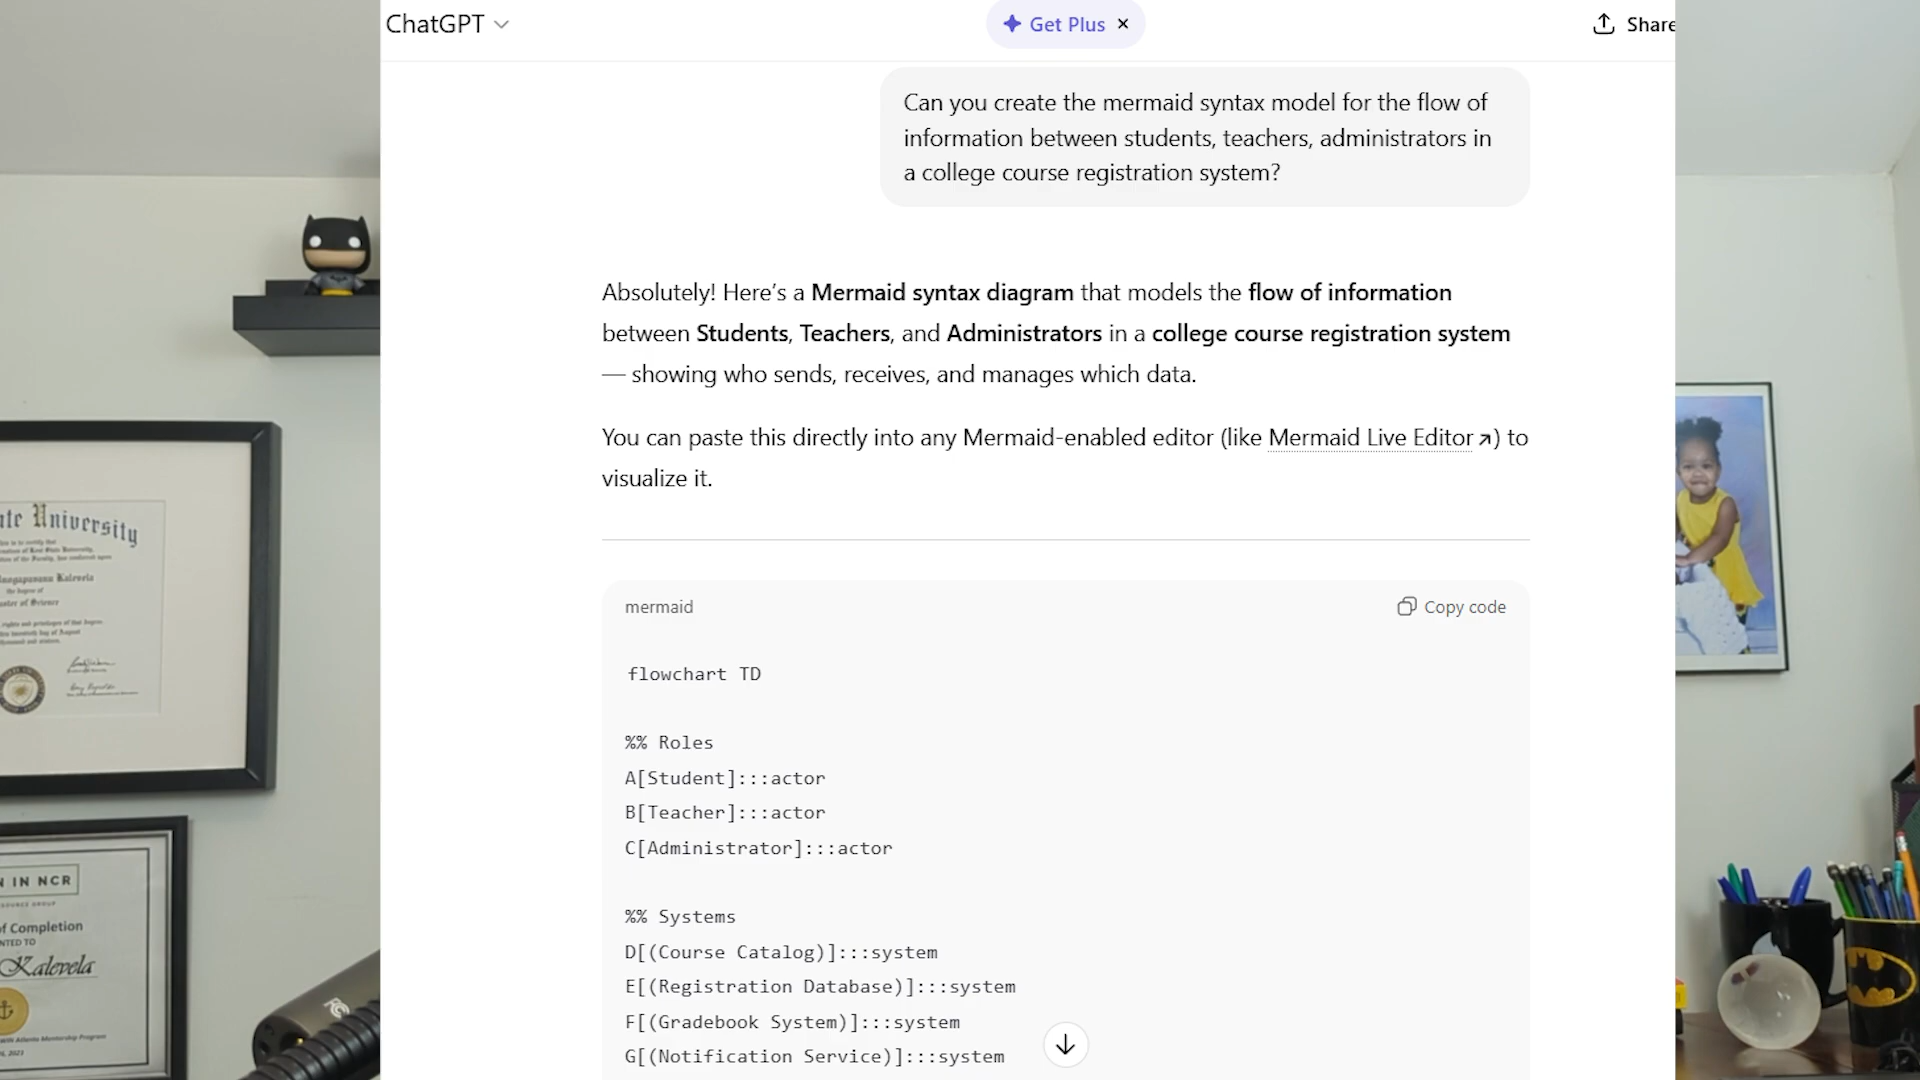 ChatGPT
Get Plus ×
Share
Can you create the mermaid syntax model for the flow of
information between students, teachers, administrators in
a college course registration system?
Absolutely! Here’s a Mermaid syntax diagram that models the flow of information
between Students, Teachers, and Administrators in a college course registration system
— showing who sends, receives, and manages which data.
You can paste this directly into any Mermaid-enabled editor (like Mermaid Live Editor ↗) to
visualize it.
mermaid
Copy code
flowchart TD
%% Roles
A[Student]:::actor
B[Teacher]:::actor
C[Administrator]:::actor
%% Systems
D[(Course Catalog)]:::system
E[(Registration Database)]:::system
F[(Gradebook System)]:::system
G[(Notification Service)]:::system
University
Kalevela
IN NCR
of Completion
Kalevela